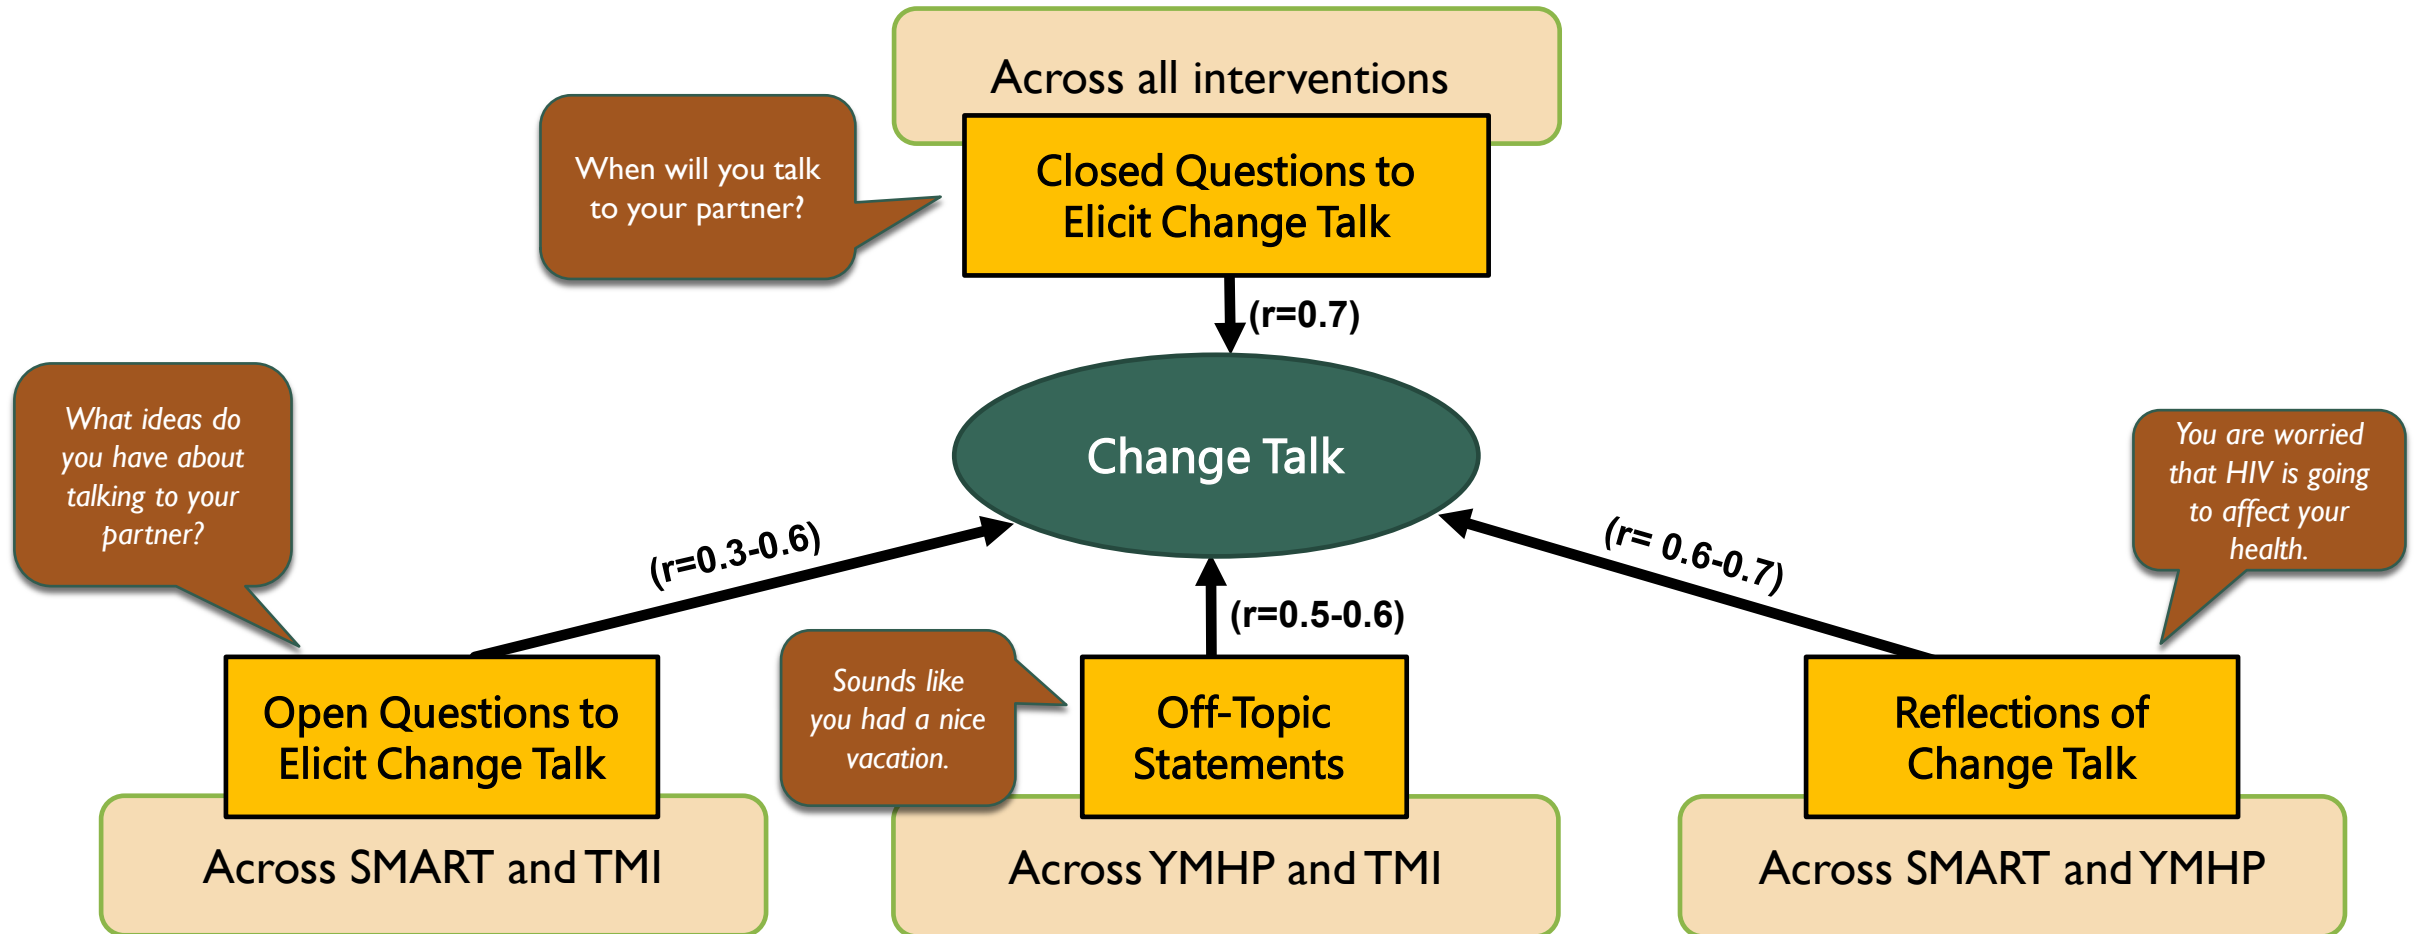 Across all interventions
When will you talk
to your partner?
Closed Questions to
Elicit Change Talk
(r=0.7)
Change Talk
What ideas do
you have about
talking to your
partner?
(r=0.3-0.6)
(r=0.5-0.6)
(r= 0.6-0.7)
You are worried
that HIV is going
to affect your
health.
Open Questions to
Elicit Change Talk
Across SMART and TMI
Sounds like
you had a nice
vacation.
Off-Topic
Statements
Across YMHP and TMI
Reflections of
Change Talk
Across SMART and YMHP